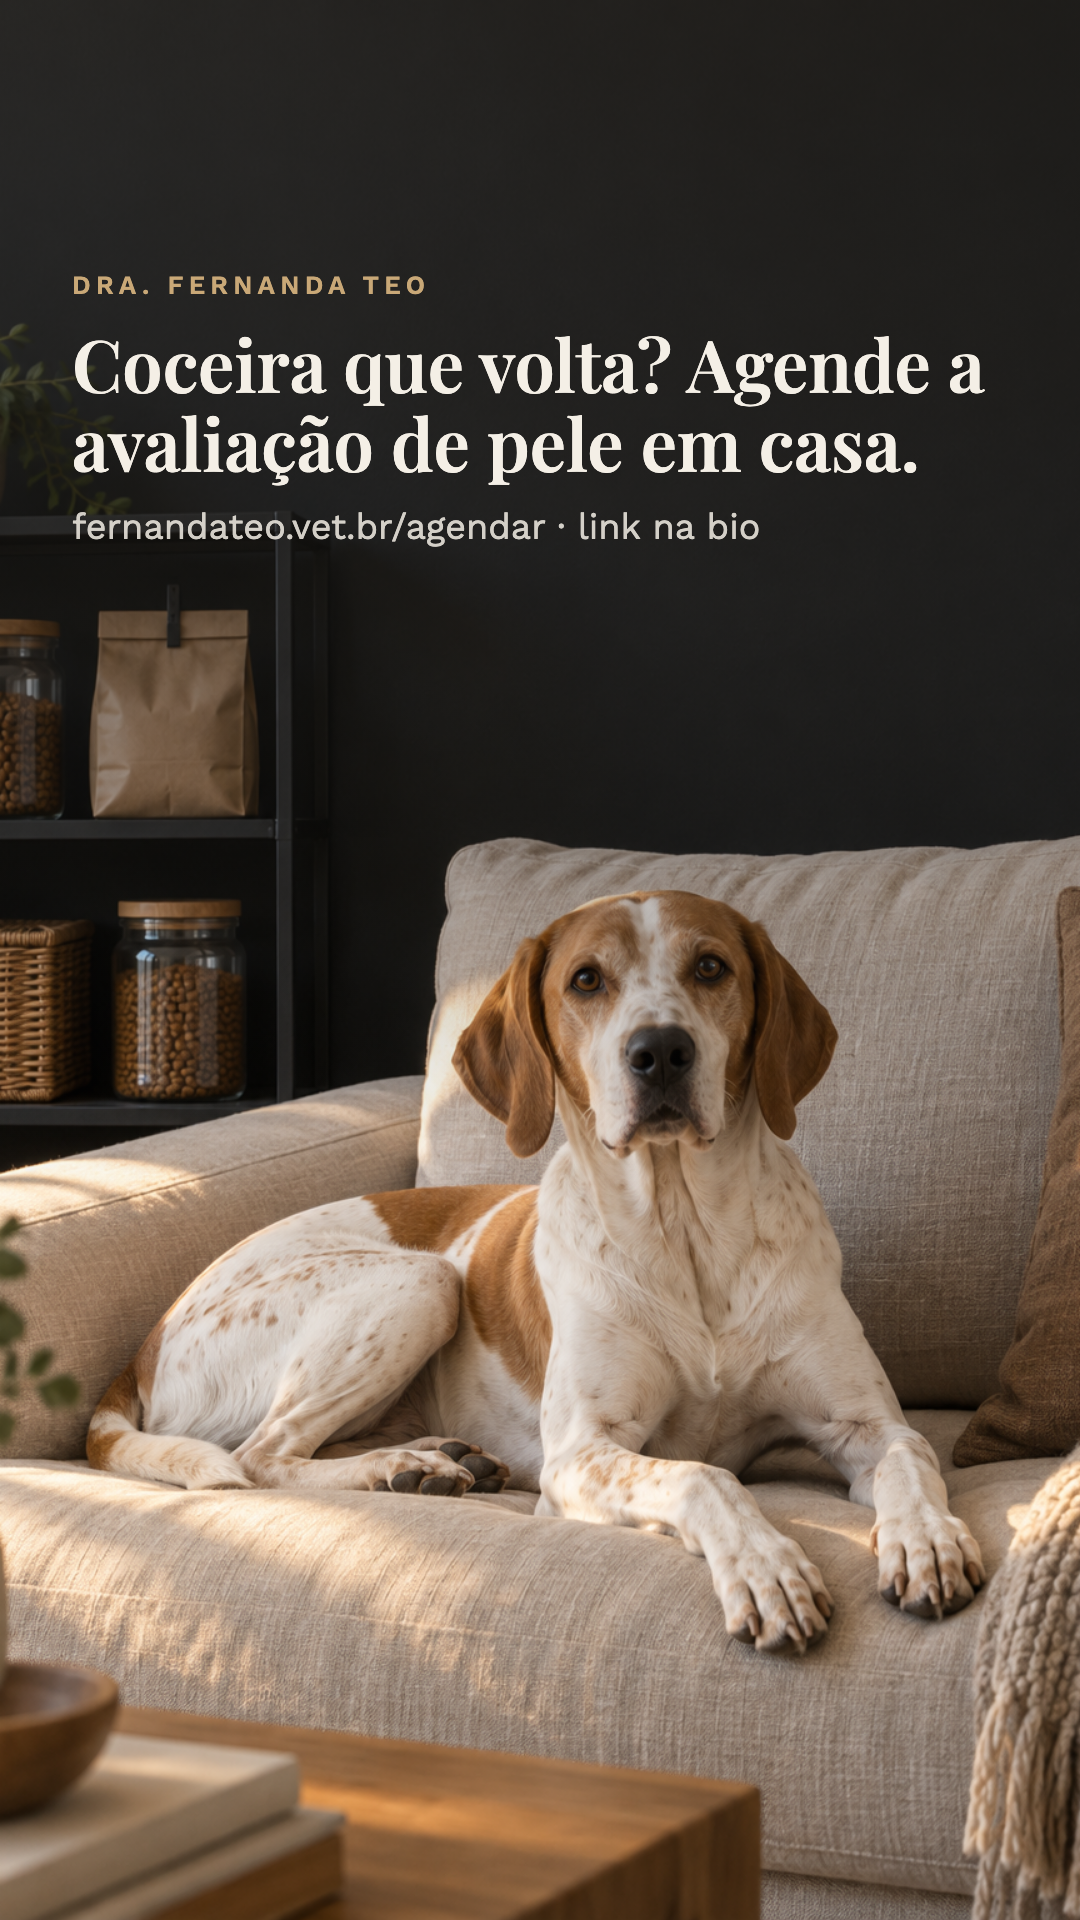 DRA. FERNANDA TEO
Coceira que volta? Agende a
avaliação de pele em casa.
fernandateo.vet.br/agendar · link na bio